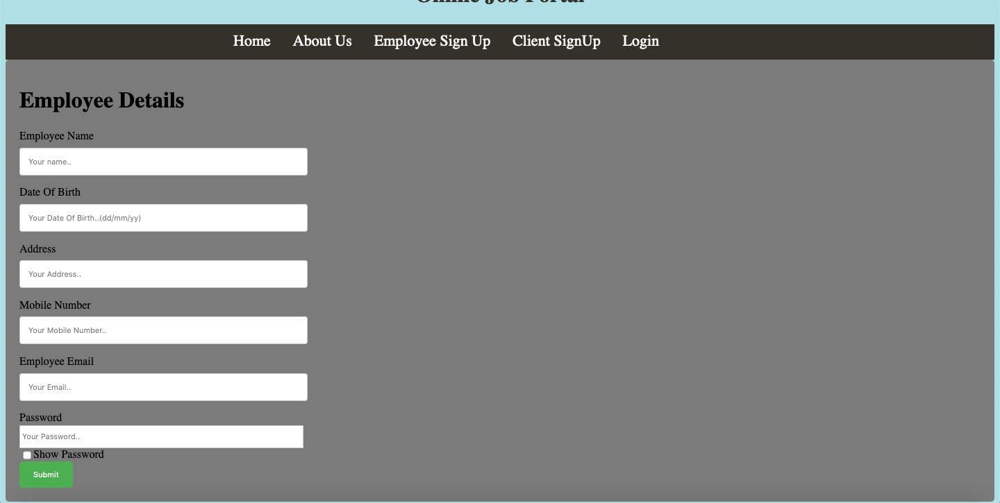 Online Job Portal
Home About Us Employee Sign Up Client SignUp Login
Employee Details
Employee Name
Your name..
Date Of Birth
Your Date Of Birth..(dd/mm/yy)
Address
Your Address..
Mobile Number
Your Mobile Number..
Employee Email
Your Email..
Password
Your Password..
Show Password
Submit